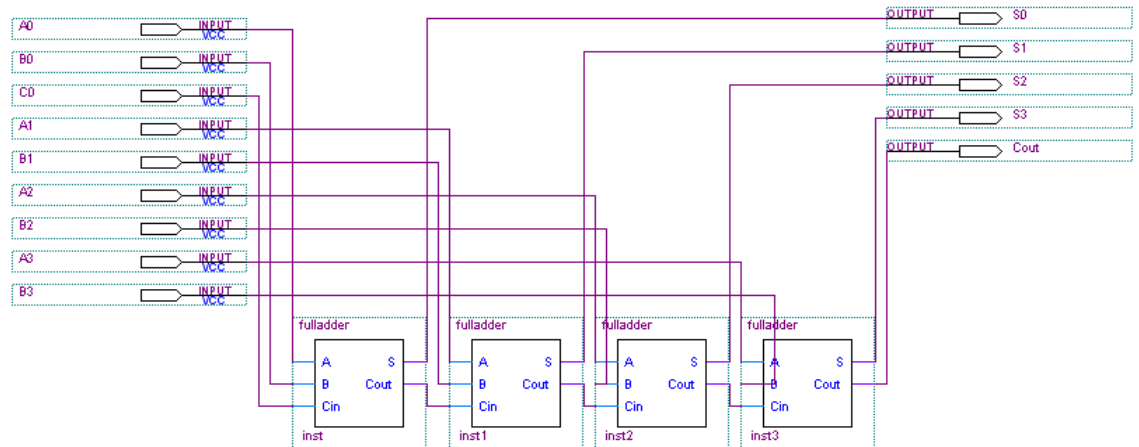 A0 INPUT VCC OUTPUT S0
B0 INPUT VCC OUTPUT S1
C0 INPUT VCC OUTPUT S2
A1 INPUT VCC OUTPUT S3
B1 INPUT VCC OUTPUT Cout
A2 INPUT VCC
B2 INPUT VCC
A3 INPUT VCC
B3 INPUT VCC
fulladder fulladder fulladder fulladder
A S A S A S A S
B Cout B Cout B Cout B Cout
Cin Cin Cin Cin
inst inst1 inst2 inst3